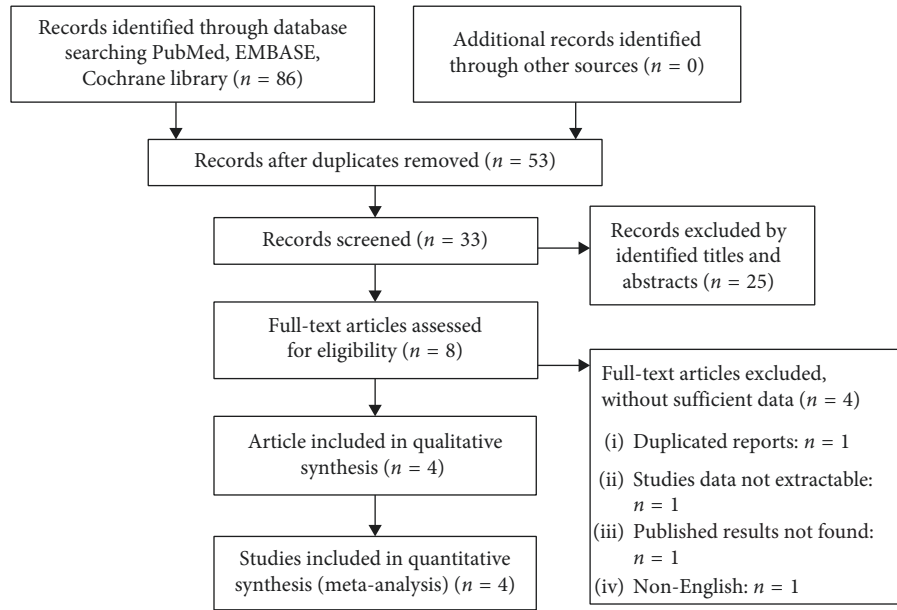 Records identified through database
searching PubMed, EMBASE,
Cochrane library (n = 86)
Additional records identified
through other sources (n = 0)
Records after duplicates removed (n = 53)
Records screened (n = 33)
Records excluded by
identified titles and
abstracts (n = 25)
Full-text articles assessed
for eligibility (n = 8)
Full-text articles excluded,
without sufficient data (n = 4)
(i) Duplicated reports: n = 1
(ii) Studies data not extractable:
n = 1
(iii) Published results not found:
n = 1
(iv) Non-English: n = 1
Article included in qualitative
synthesis (n = 4)
Studies included in quantitative
synthesis (meta-analysis) (n = 4)